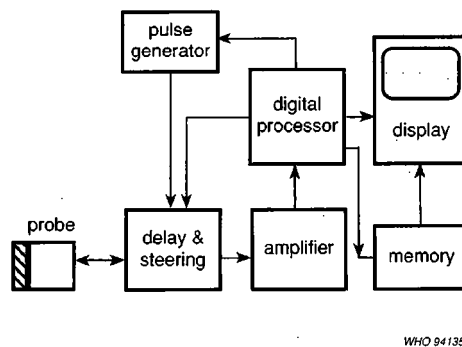 pulse
generator
digital
processor
display
probe
delay &
steering
amplifier
memory
WHO 94135